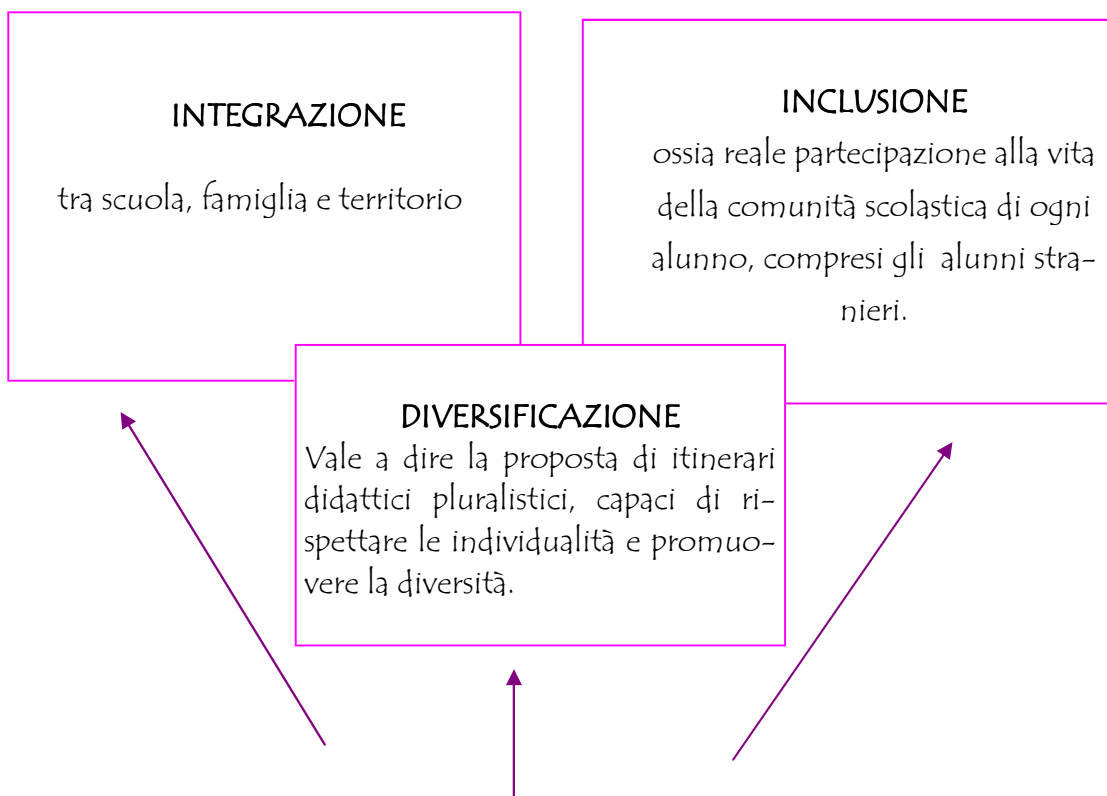 INTEGRAZIONE
tra scuola, famiglia e territorio
INCLUSIONE
ossia reale partecipazione alla vita
della comunità scolastica di ogni
alunno, compresi gli alunni stra-
nieri.
DIVERSIFICAZIONE
Vale a dire la proposta di itinerari
didattici pluralistici, capaci di ri-
spettare le individualità e promuo-
vere la diversità.